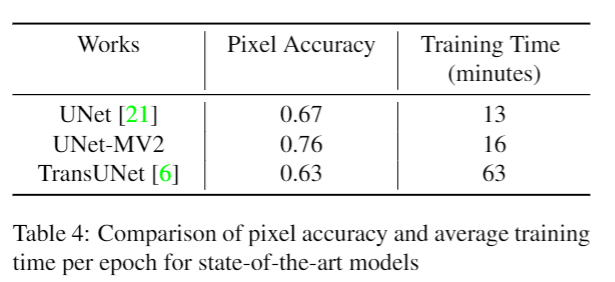 Works Pixel Accuracy Training Time
(minutes)
UNet [21] 0.67 13
UNet-MV2 0.76 16
TransUNet [6] 0.63 63
Table 4: Comparison of pixel accuracy and average training
time per epoch for state-of-the-art models